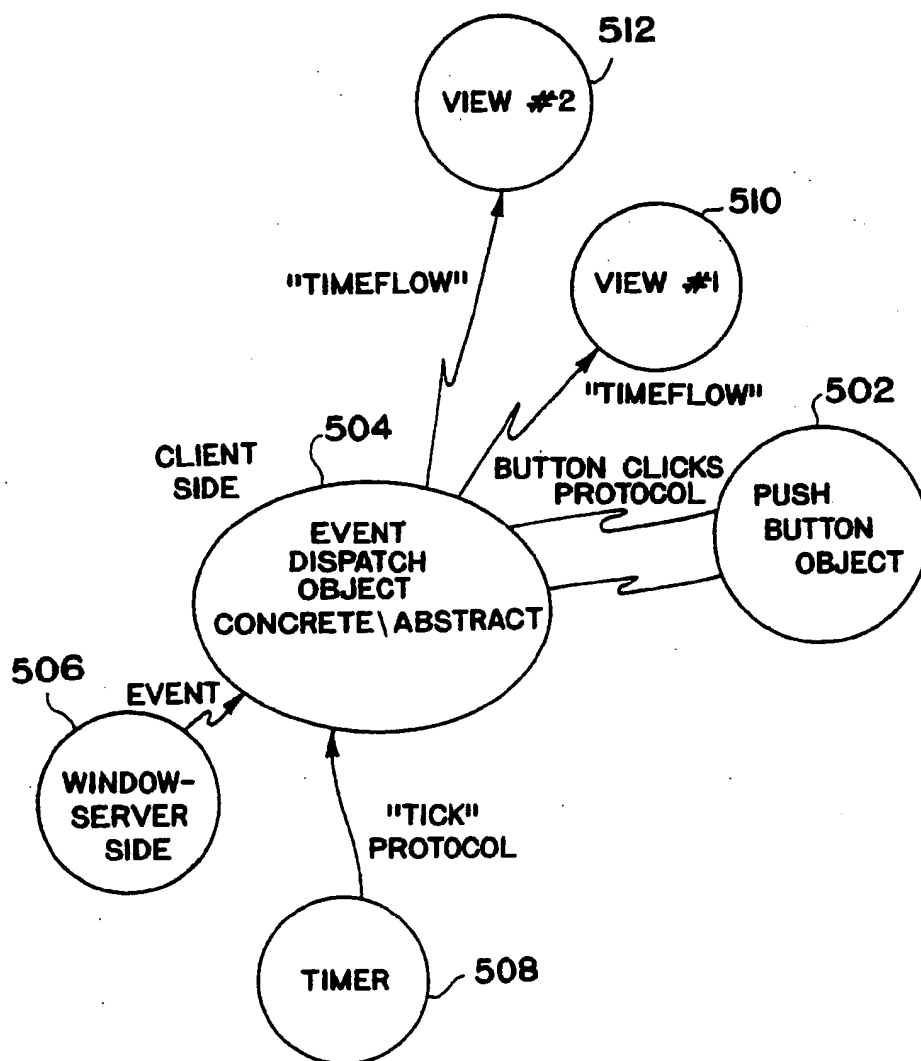 512
VIEW #2
510
VIEW #1
"TIMEFLOW"
"TIMEFLOW"
502
504
CLIENT
SIDE
BUTTON CLICKS
PROTOCOL
PUSH
BUTTON
OBJECT
EVENT
DISPATCH
OBJECT
CONCRETE\ABSTRACT
506
EVENT
WINDOW-
SERVER
SIDE
"TICK"
PROTOCOL
TIMER
508